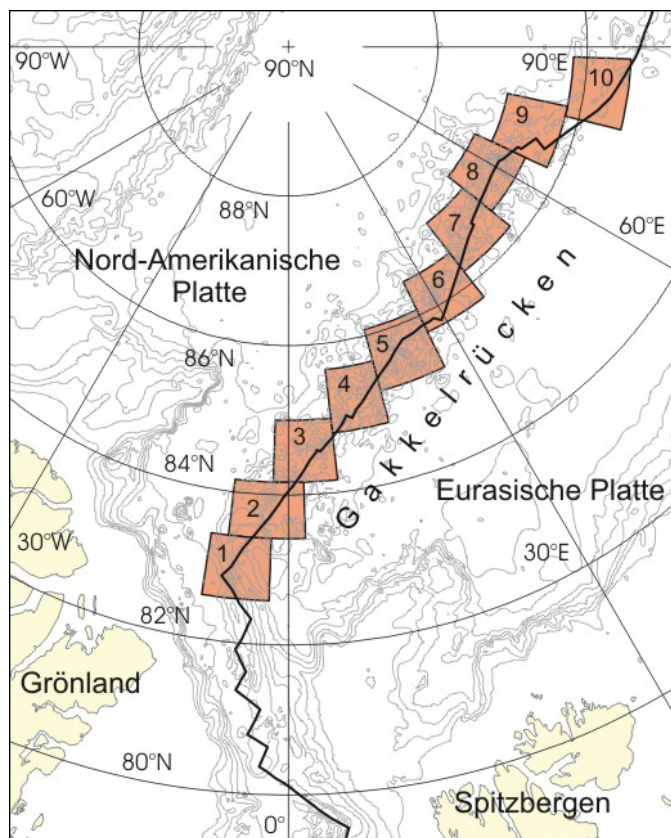 90°W
90°N
90°E
10
9
8
60°W
88°N
7
60°E
Nord-Amerikanische
Platte
6
86°N
5
4
Gakkelrücken
3
84°N
Eurasische Platte
2
30°W
1
30°E
82°N
Grönland
80°N
Spitzbergen
0°